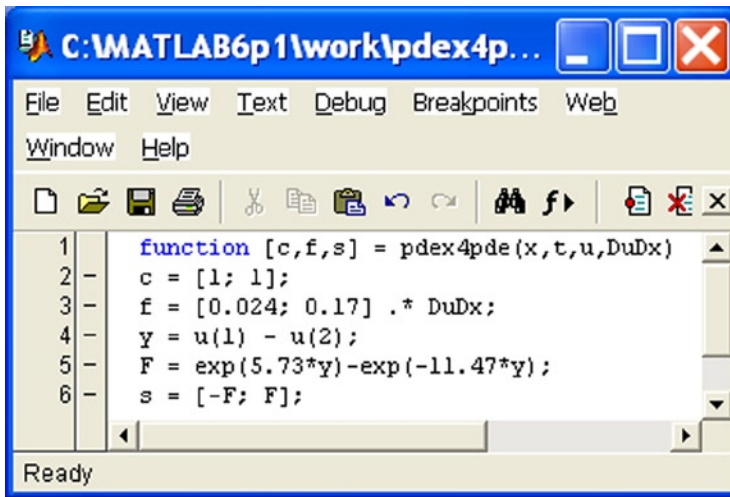 C:\MATLAB6p1\work\pdex4p...
File Edit View Text Debug Breakpoints Web
Window Help
1 function [c,f,s] = pdex4pde(x,t,u,DuDx)
2 - c = [1; 1];
3 - f = [0.024; 0.17] .* DuDx;
4 - y = u(1) - u(2);
5 - F = exp(5.73*y)-exp(-11.47*y);
6 - s = [-F; F];
Ready